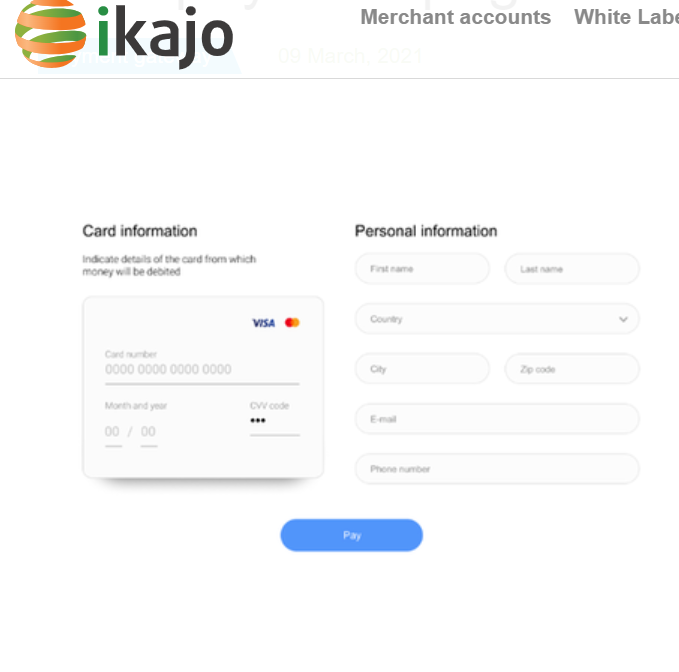 ikajo
Merchant accounts White Labe
09 March, 2021
Card information
Indicate details of the card from which
money will be debited
VISA
Card number
0000 0000 0000 0000
Month and year CVV code
00 / 00 •••
Personal information
First name Last name
Country
City Zip code
E-mail
Phone number
Pay